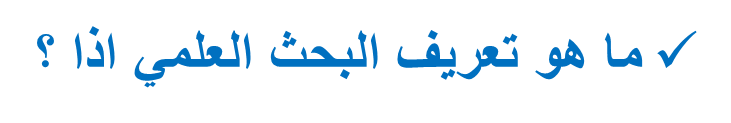 ✓ ما هو تعريف البحث العلمي اذا ؟